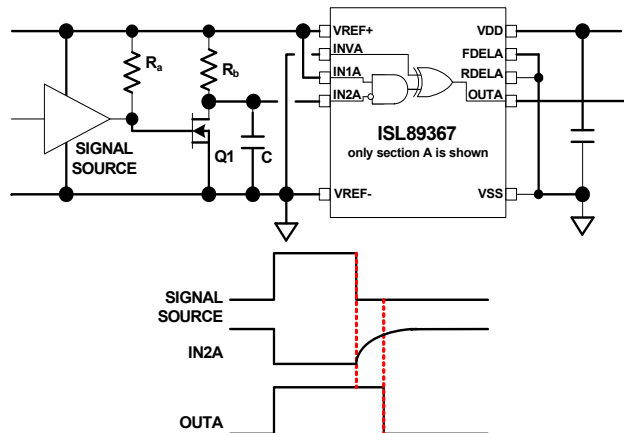 VREF+
VDD
Ra
Rb
INVA
FDELA
IN1A
RDELA
IN2A
OUTA
SIGNAL
SOURCE
Q1
C
ISL89367
only section A is shown
VREF-
VSS
SIGNAL
SOURCE
IN2A
OUTA